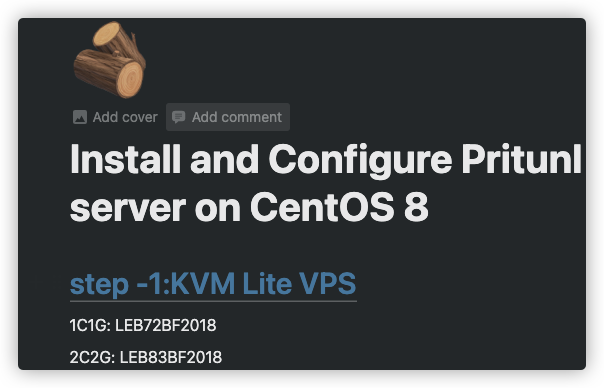 Add cover Add comment
Install and Configure Pritunl
server on CentOS 8
step -1:KVM Lite VPS
1C1G: LEB72BF2018
2C2G: LEB83BF2018